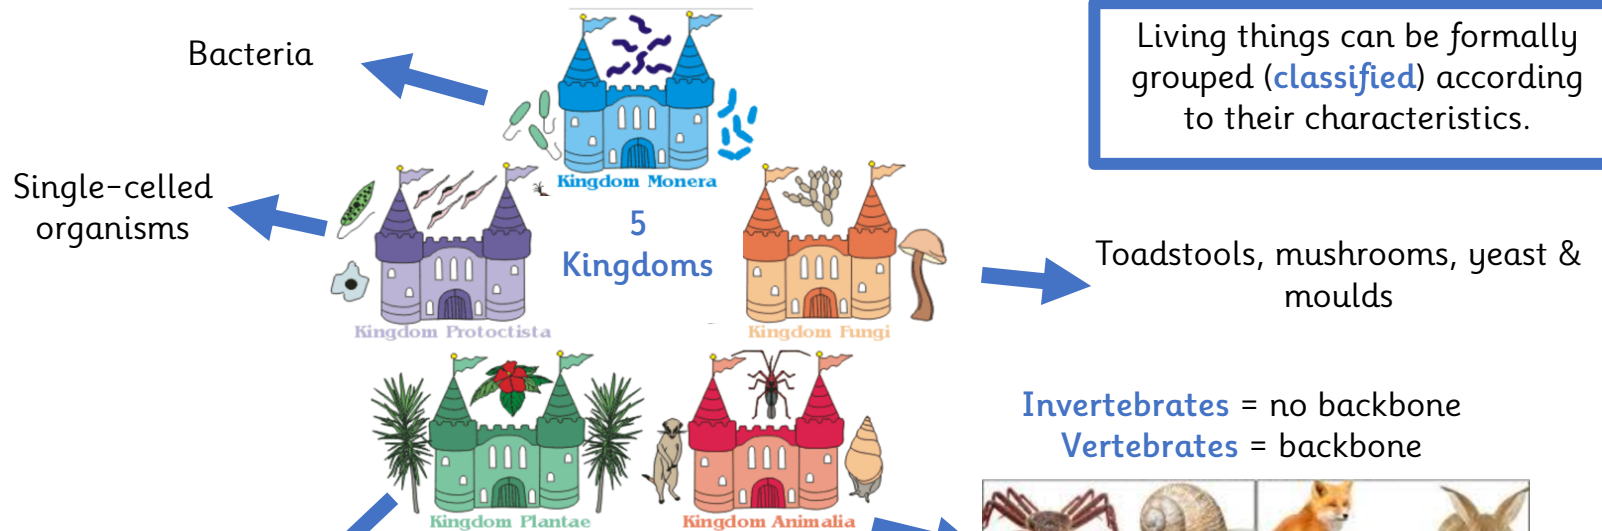 Bacteria
Living things can be formally
grouped (classified) according
to their characteristics.
Kingdom Monera
Single-celled
organisms
5
Kingdoms
Toadstools, mushrooms, yeast &
moulds
Kingdom Protoctista
Kingdom Fungi
Invertebrates = no backbone
Vertebrates = backbone
Kingdom Plantae
Kingdom Animalia